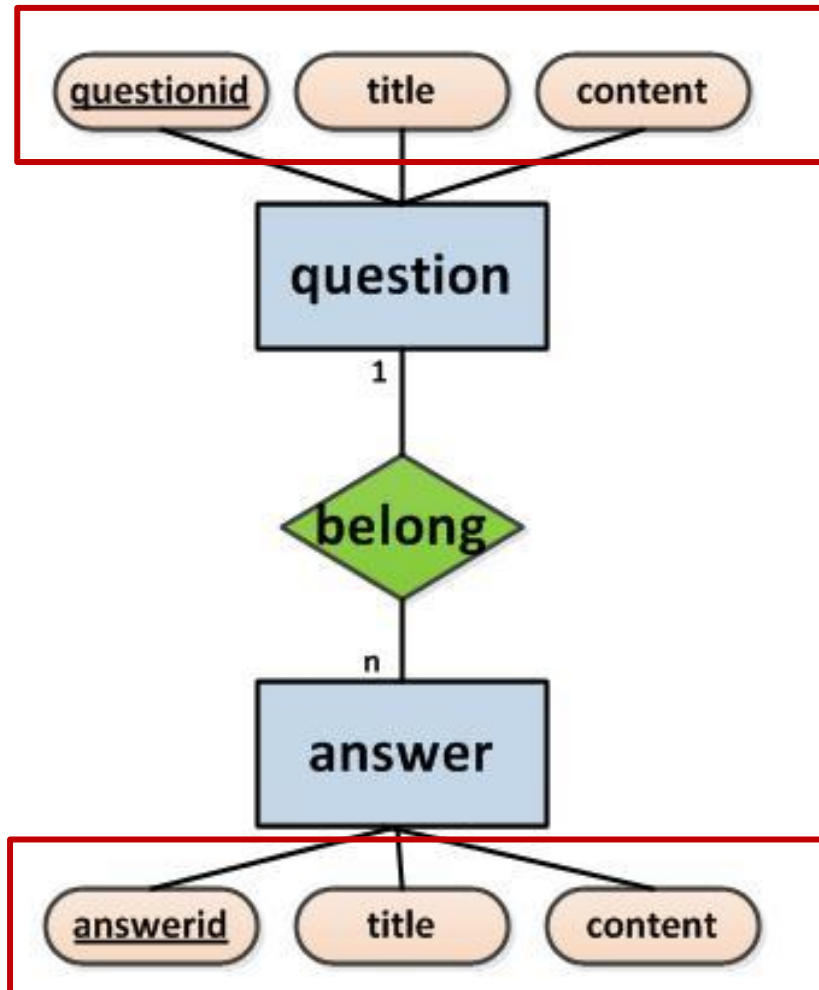 questionid title content
question
1
belong
n
answer
answerid title content